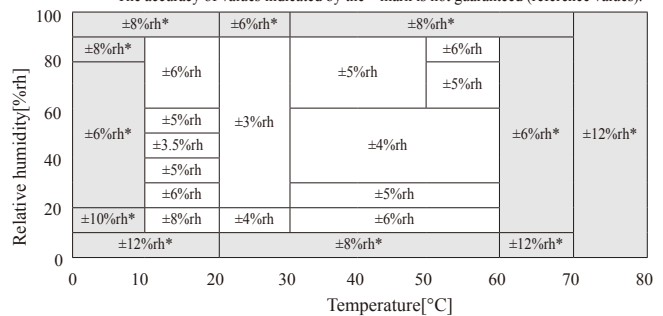 The accuracy of values indicated by the * mark is not guaranteed (reference values).
100
±8%rh*
±6%rh*
±8%rh*
±8%rh*
±6%rh
±5%rh
±6%rh
80
±5%rh
60
±6%rh*
±5%rh
±3%rh
±4%rh
±6%rh*
±12%rh*
±3.5%rh
40
±5%rh
±6%rh
±5%rh
20
±10%rh*
±8%rh
±4%rh
±6%rh
±12%rh*
±8%rh*
±12%rh*
0
0
10
20
30
40
50
60
70
80
Relative humidity[%rh]
Temperature[°C]